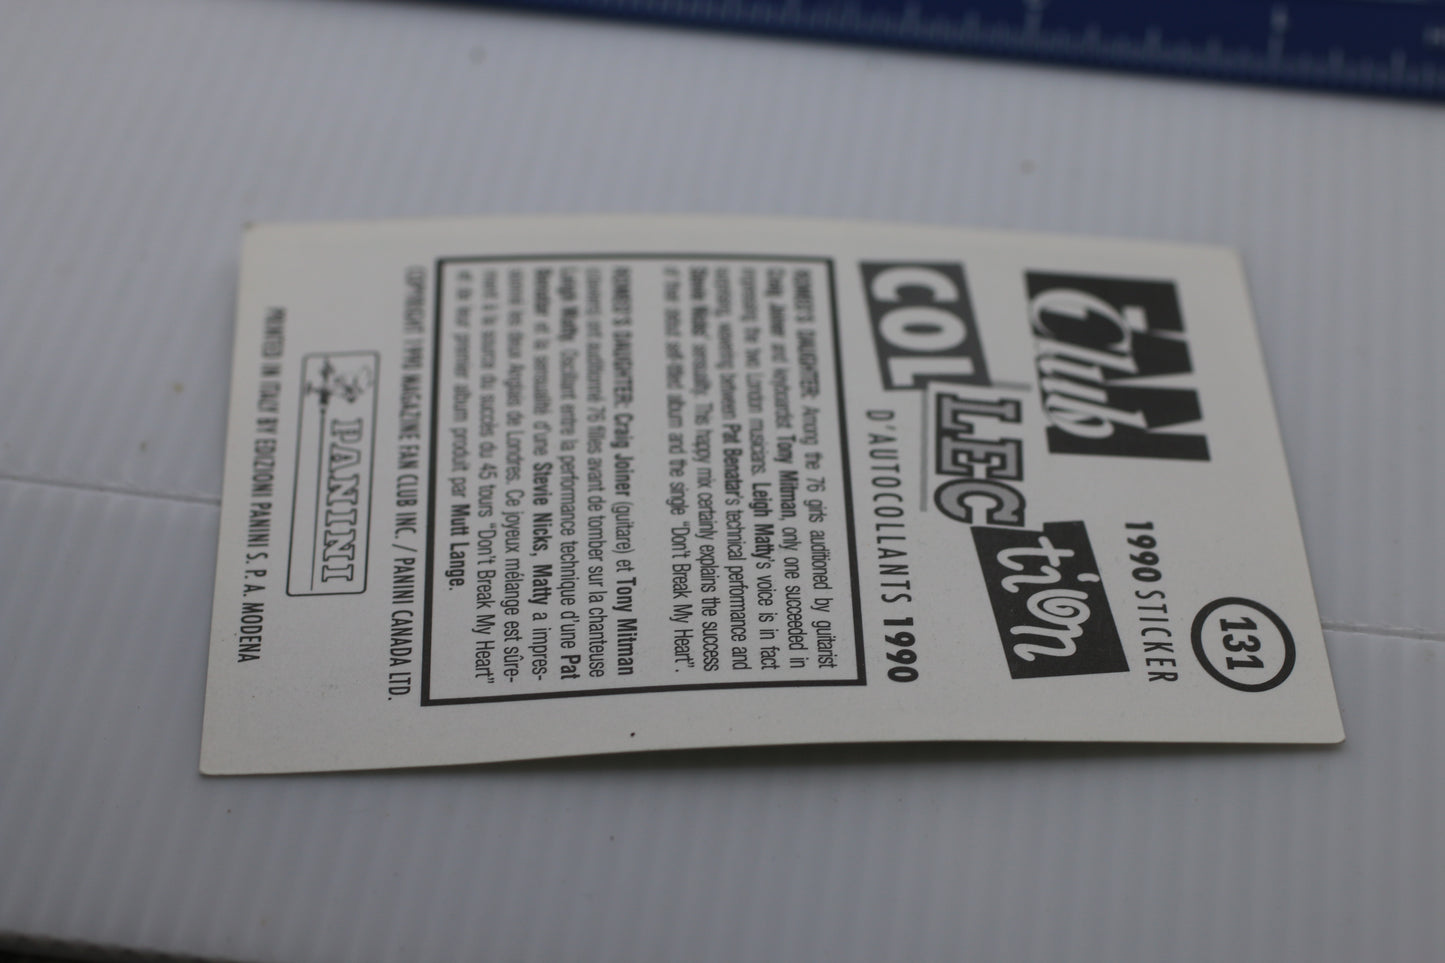 FAN
Club
1990 STICKER
131
COLLECTION
D'AUTOCOLLANTS 1990
ROMEO'S DAUGHTER: Among the 76 girls auditioned by guitarist
Craig Joiner and keyboardist Tony Mitman, only one succeeded in
impressing the two London musicians. Leigh Matty's voice is in fact
surprising, wavering between Pat Benatar's technical performance and
Stevie Nicks' sensuality. This happy mix certainly explains the success
of their debut self-titled album and the single "Don't Break My Heart".
ROMEO'S DAUGHTER: Craig Joiner (guitare) et Tony Mitman
(claviers) ont auditionné 76 filles avant de tomber sur la chanteuse
Leigh Matty. Oscillant entre la performance technique d'une Pat
Benatar et la sensualité d'une Stevie Nicks, Matty a impres-
sionné les deux Anglais de Londres. Ce joyeux mélange est sûre-
ment à la source du succès du 45 tours "Don't Break My Heart"
et de leur premier album produit par Mutt Lange.
COPYRIGHT 1990 MAGAZINE FAN CLUB INC. / PANINI CANADA LTD.
PANINI
PRINTED IN ITALY BY EDIZIONI PANINI S. P. A. MODENA